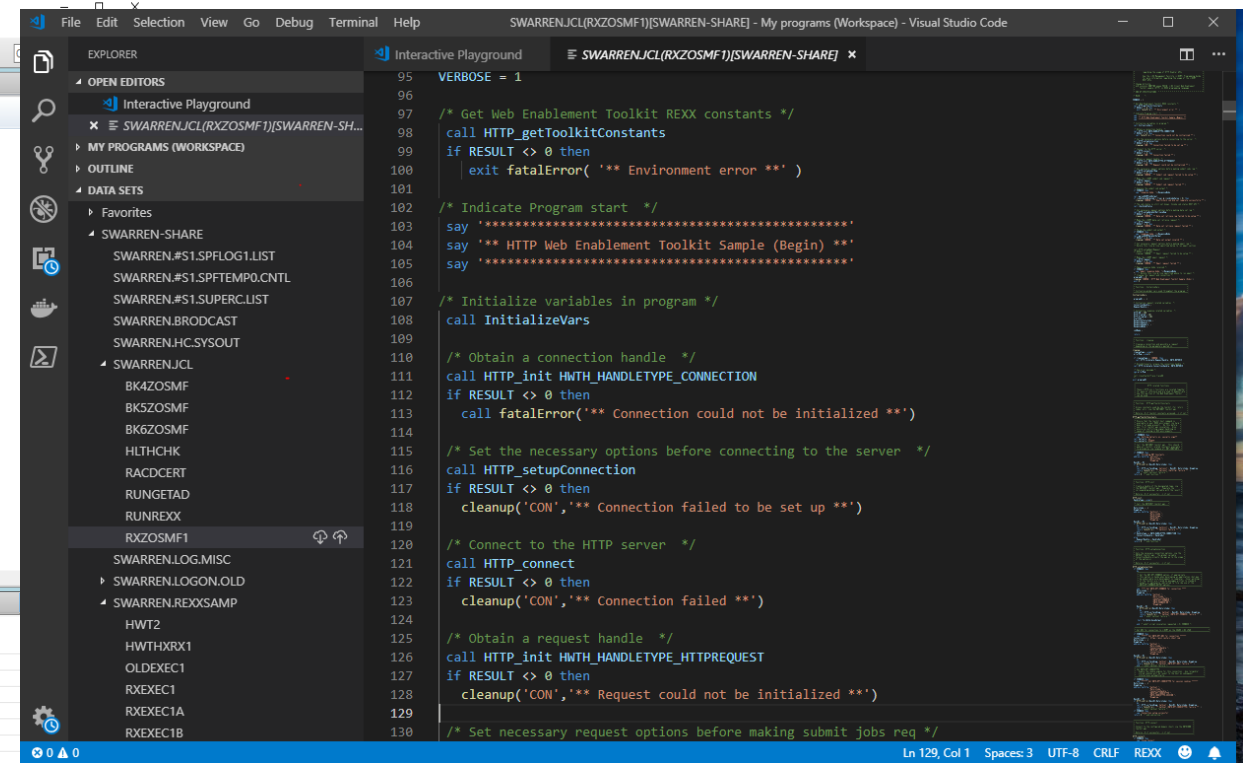 File Edit Selection View Go Debug Terminal Help SWARREN.JCL(RXZOSMF1)[SWARREN-SHARE] - My programs (Workspace) - Visual Studio Code
EXPLORER
OPEN EDITORS
Interactive Playground
SWARREN.JCL(RXZOSMF1)[SWARREN-SH...
MY PROGRAMS (WORKSPACE)
OUTLINE
DATA SETS
Favorites
SWARREN-SHARE
SWARREN.#S1.SPFLOG1.LIST
SWARREN.#S1.SPFTEMP0.CNTL
SWARREN.#S1.SUPERC.LIST
SWARREN.BRODCAST
SWARREN.HC.SYSOUT
SWARREN.JCL
BK4ZOSMF
BK5ZOSMF
BK6ZOSMF
HLTHCHK
RACDCERT
RUNGETAD
RUNREXX
RXZOSMF1
SWARREN.LOG.MISC
SWARREN.LOGON.OLD
SWARREN.REXXSAMP
HWT2
HWTHXRX1
OLDEXEC1
RXEXEC1
RXEXEC1A
RXEXEC1B
Interactive Playground SWARREN.JCL(RXZOSMF1)[SWARREN-SHARE]
95 VERBOSE = 1
96
97 /* Get Web Enablement Toolkit REXX constants */
98 call HTTP_getToolkitConstants
99 if RESULT <> 0 then
100 exit fatalError( '** Environment error **' )
101
102 /* Indicate Program start */
103 say '************************************************'
104 say '** HTTP Web Enablement Toolkit Sample (Begin) **'
105 say '************************************************'
106
107 /* Initialize variables in program */
108 call InitializeVars
109
110 /* Obtain a connection handle */
111 call HTTP_init HWTH_HANDLETYPE_CONNECTION
112 if RESULT <> 0 then
113 call fatalError('** Connection could not be initialized **')
114
115 /* Set the necessary options before connecting to the server */
116 call HTTP_setupConnection
117 if RESULT <> 0 then
118 cleanup('CON','** Connection failed to be set up **')
119
120 /* Connect to the HTTP server */
121 call HTTP_connect
122 if RESULT <> 0 then
123 cleanup('CON','** Connection failed **')
124
125 /* Obtain a request handle */
126 call HTTP_init HWTH_HANDLETYPE_HTTPREQUEST
127 if RESULT <> 0 then
128 cleanup('CON','** Request could not be initialized **')
129
130 /* Set necessary request options before making submit jobs req */
0 0 Ln 129, Col 1 Spaces: 3 UTF-8 CRLF REXX